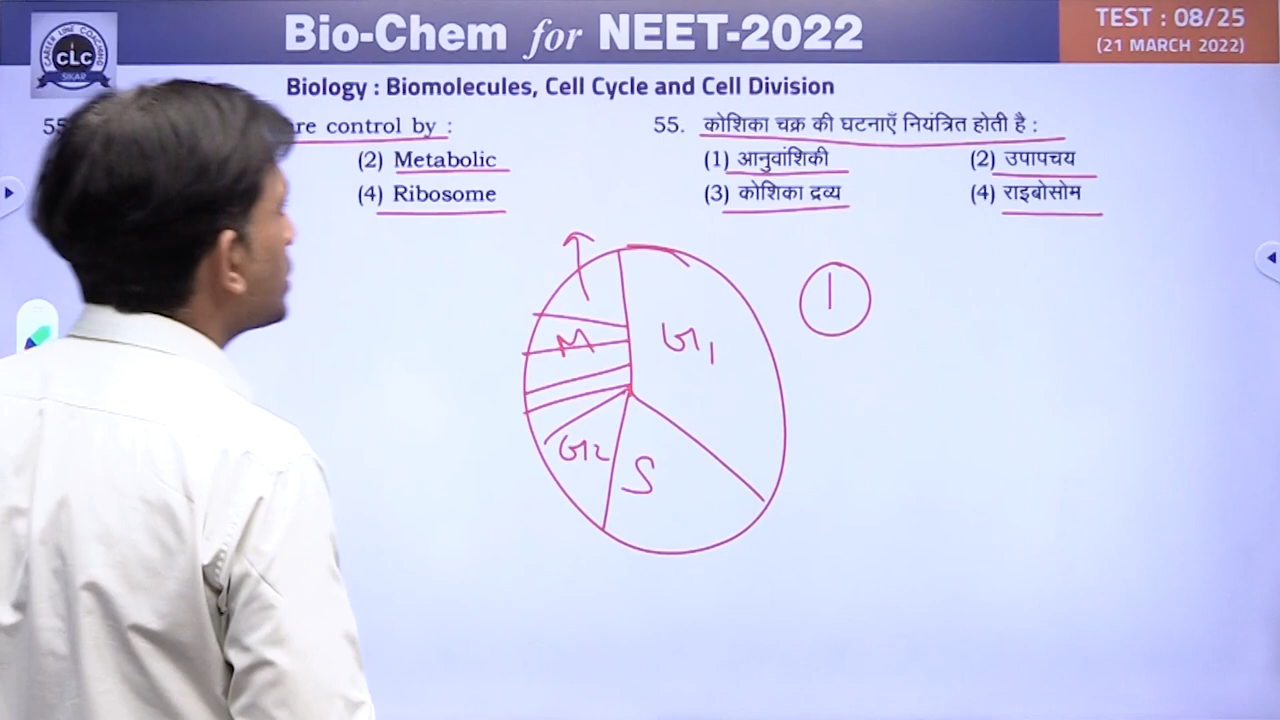 Bio-Chem for NEET-2022
TEST : 08/25
(21 MARCH 2022)
CAREER LINE COACHING
CLC
SIKAR
Biology : Biomolecules, Cell Cycle and Cell Division
55
re control by :
(2) Metabolic
(4) Ribosome
55. कोशिका चक्र की घटनाएँ नियंत्रित होती है :
(1) आनुवांशिकी (2) उपापचय
(3) कोशिका द्रव्य (4) राइबोसोम
1
M
G1
G2
S